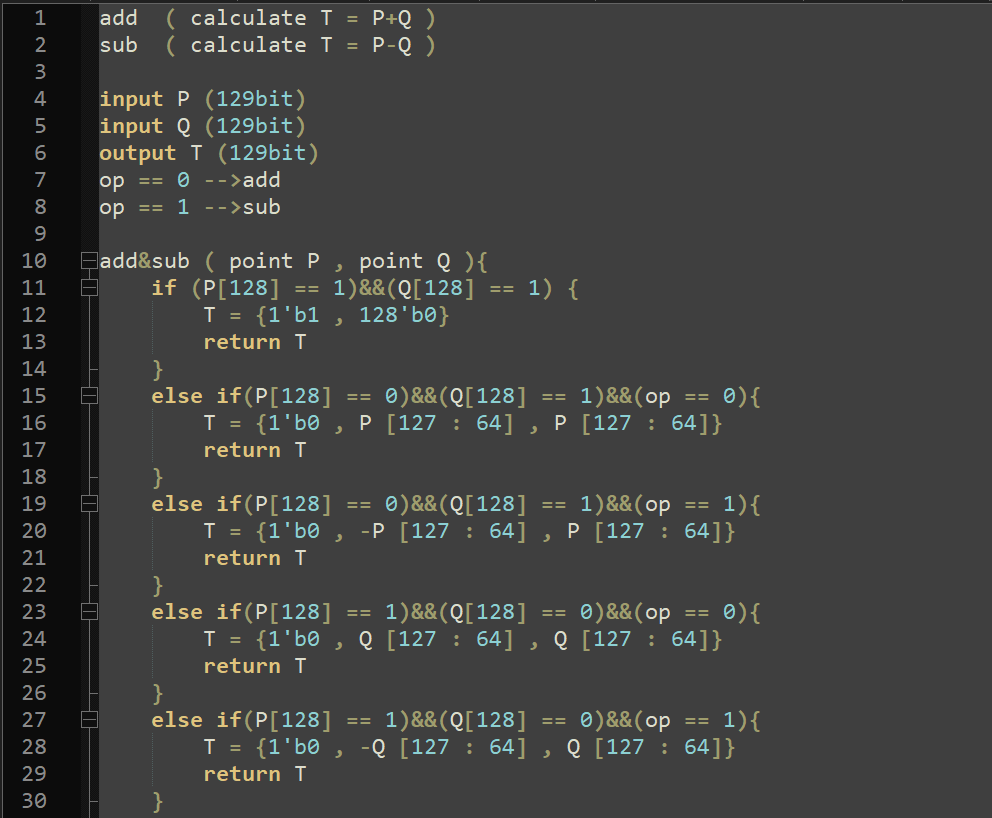 1 add ( calculate T = P+Q )
2 sub ( calculate T = P-Q )
3
4 input P (129bit)
5 input Q (129bit)
6 output T (129bit)
7 op == 0 -->add
8 op == 1 -->sub
9
10 add&sub ( point P , point Q ){
11 if (P[128] == 1)&&(Q[128] == 1) {
12 T = {1'b1 , 128'b0}
13 return T
14 }
15 else if(P[128] == 0)&&(Q[128] == 1)&&(op == 0){
16 T = {1'b0 , P [127 : 64] , P [127 : 64]}
17 return T
18 }
19 else if(P[128] == 0)&&(Q[128] == 1)&&(op == 1){
20 T = {1'b0 , -P [127 : 64] , P [127 : 64]}
21 return T
22 }
23 else if(P[128] == 1)&&(Q[128] == 0)&&(op == 0){
24 T = {1'b0 , Q [127 : 64] , Q [127 : 64]}
25 return T
26 }
27 else if(P[128] == 1)&&(Q[128] == 0)&&(op == 1){
28 T = {1'b0 , -Q [127 : 64] , Q [127 : 64]}
29 return T
30 }